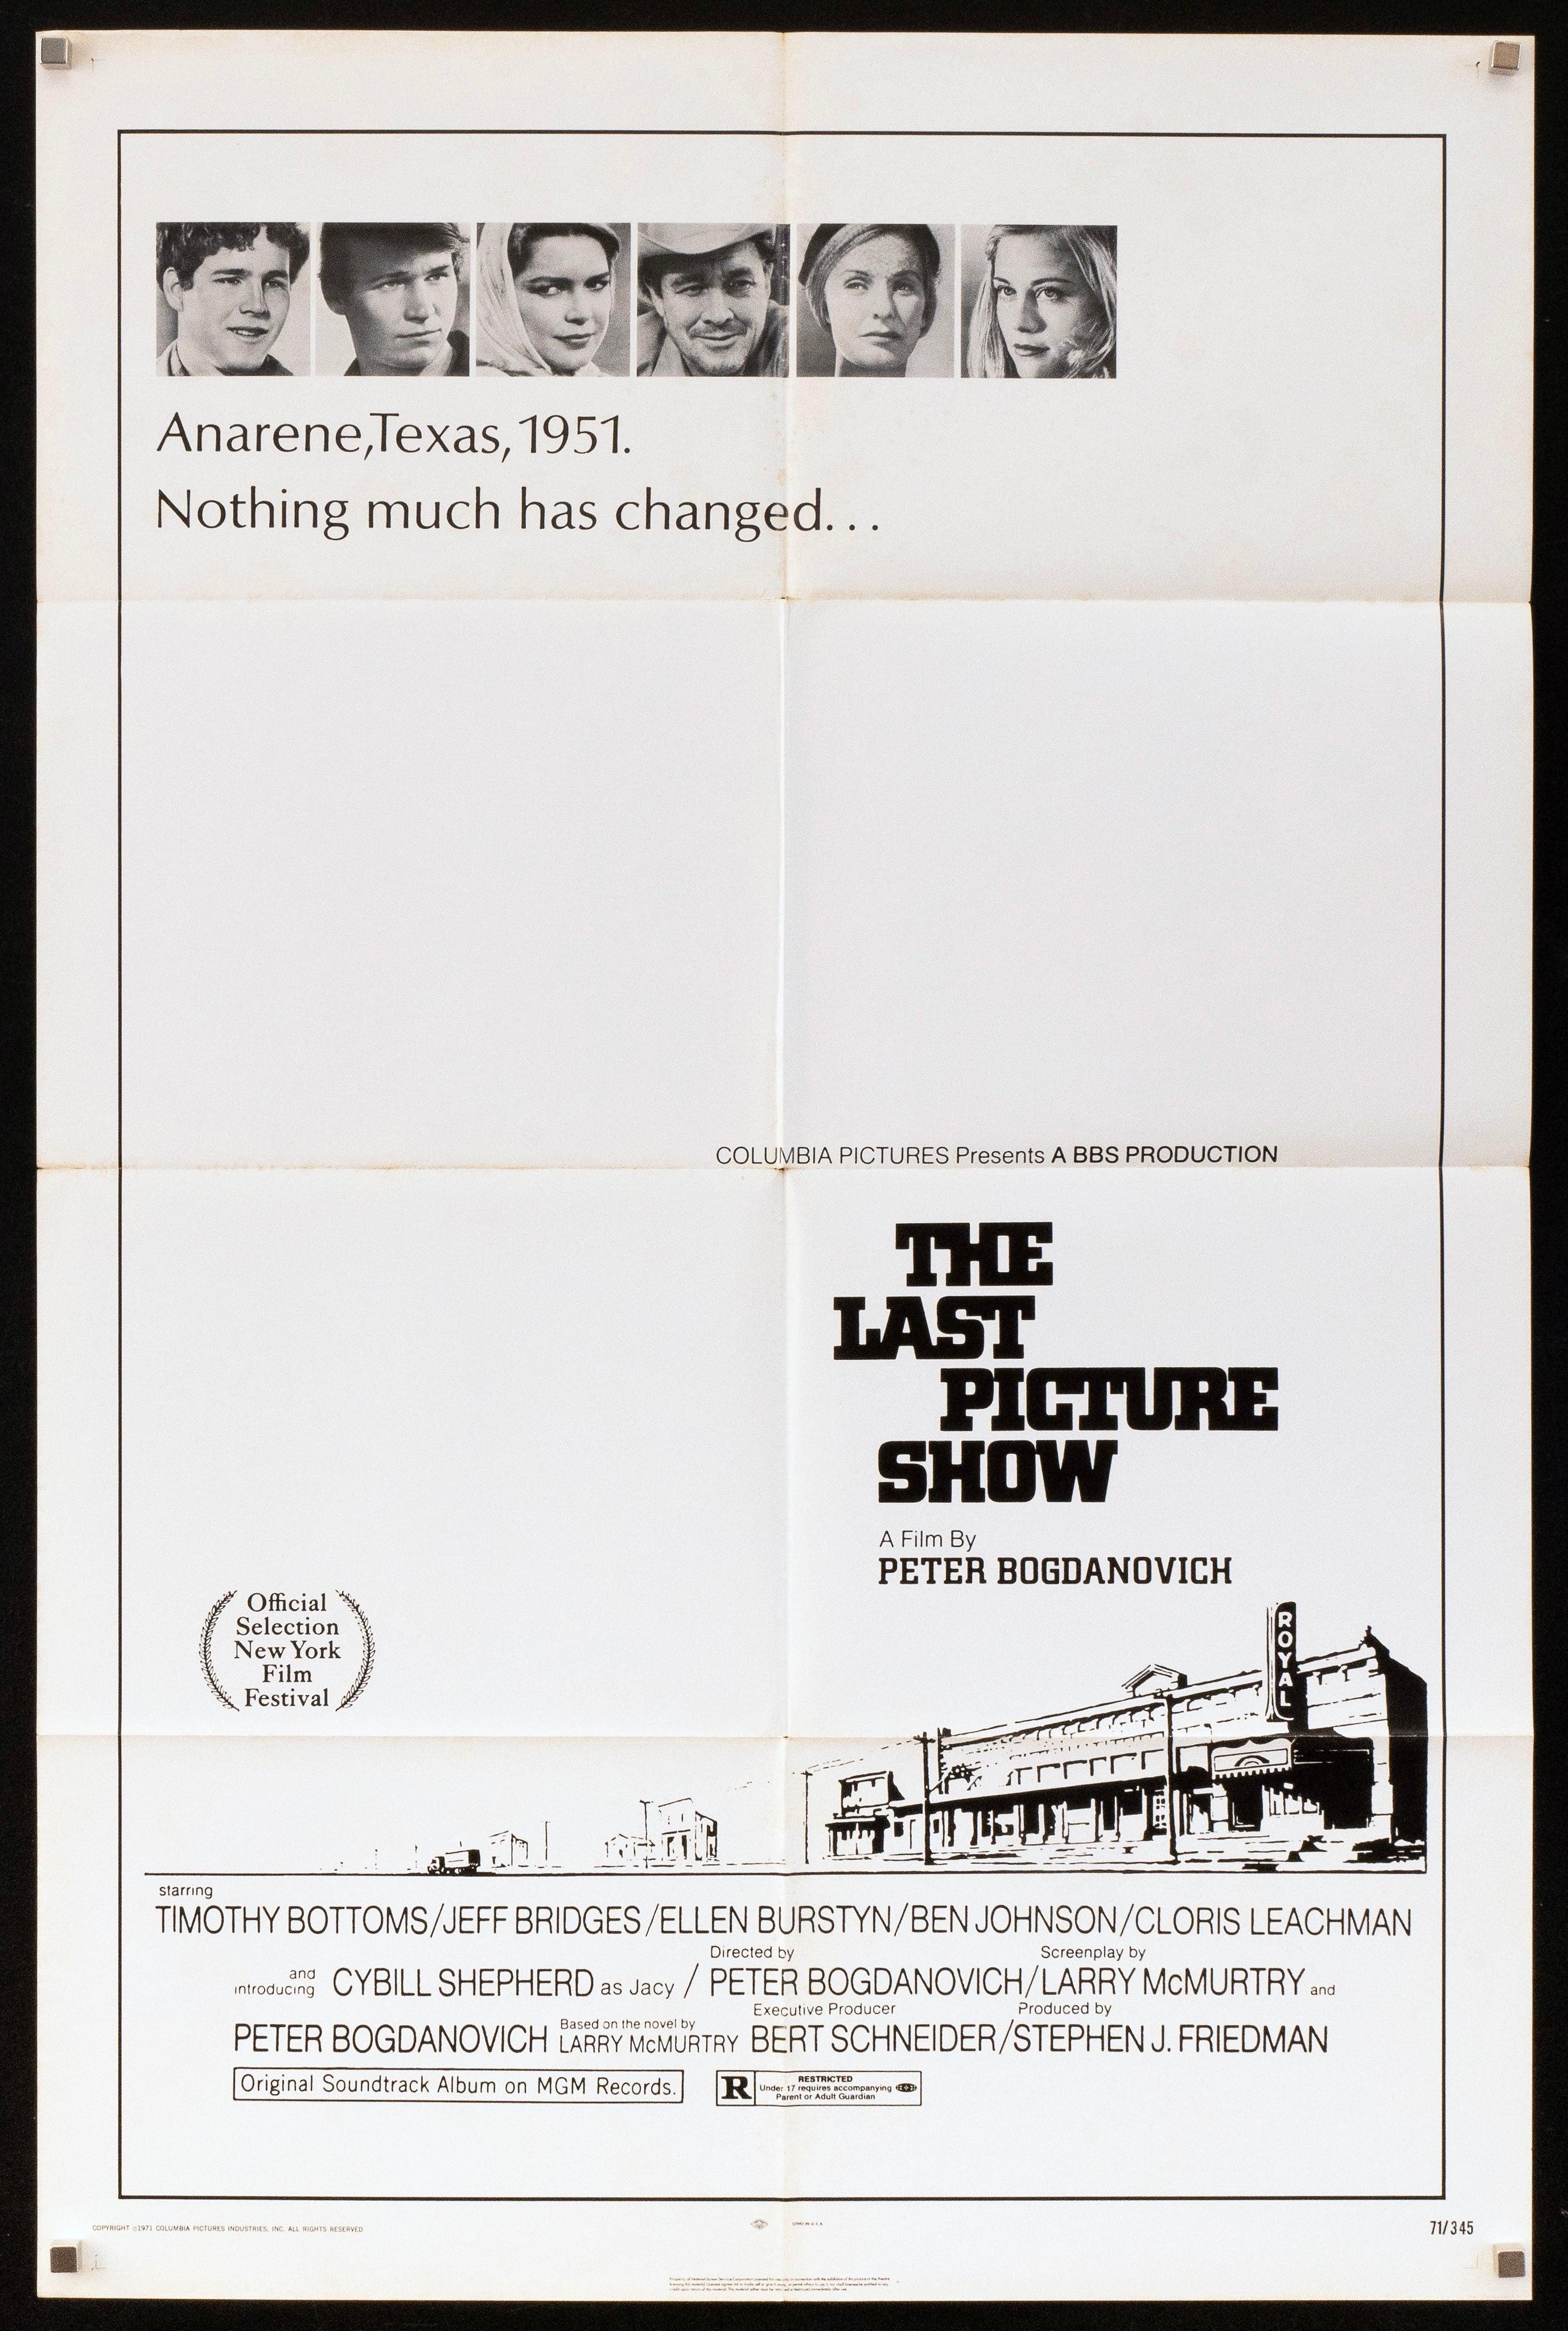 Anarene, Texas, 1951.
Nothing much has changed...
COLUMBIA PICTURES Presents A BBS PRODUCTION
THE
LAST
PICTURE
SHOW
A Film By
PETER BOGDANOVICH
Official
Selection
New York
Film
Festival
ROYAL
starring
TIMOTHY BOTTOMS/JEFF BRIDGES/ELLEN BURSTYN/BEN JOHNSON/CLORIS LEACHMAN
and introducing CYBILL SHEPHERD as Jacy / Directed by PETER BOGDANOVICH/Screenplay by LARRY McMURTRY and
PETER BOGDANOVICH Based on the novel by LARRY McMURTRY Executive Producer BERT SCHNEIDER/Produced by STEPHEN J. FRIEDMAN
Original Soundtrack Album on MGM Records.
R RESTRICTED
Under 17 requires accompanying
Parent or Adult Guardian
COPYRIGHT ©1971 COLUMBIA PICTURES INDUSTRIES, INC. ALL RIGHTS RESERVED
71/345